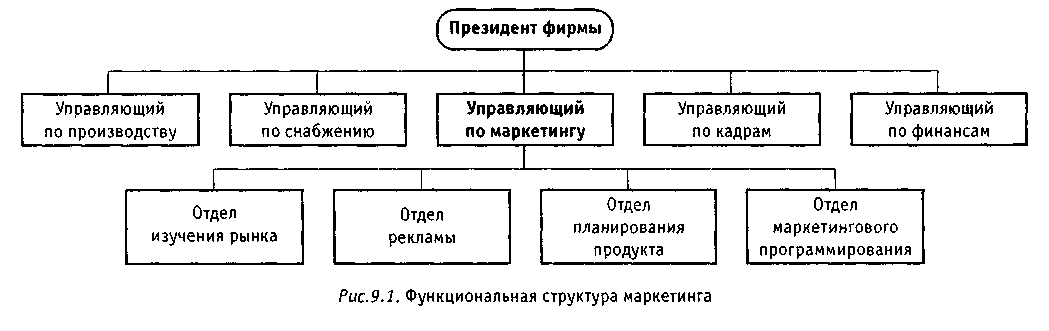 Президент фирмы
Управляющий
по производству
Управляющий
по снабжению
Управляющий
по маркетингу
Управляющий
по кадрам
Управляющий
по финансам
Отдел
изучения рынка
Отдел
рекламы
Отдел
планирования
продукта
Отдел
маркетингового
программирования
Рис.9.1. Функциональная структура маркетинга